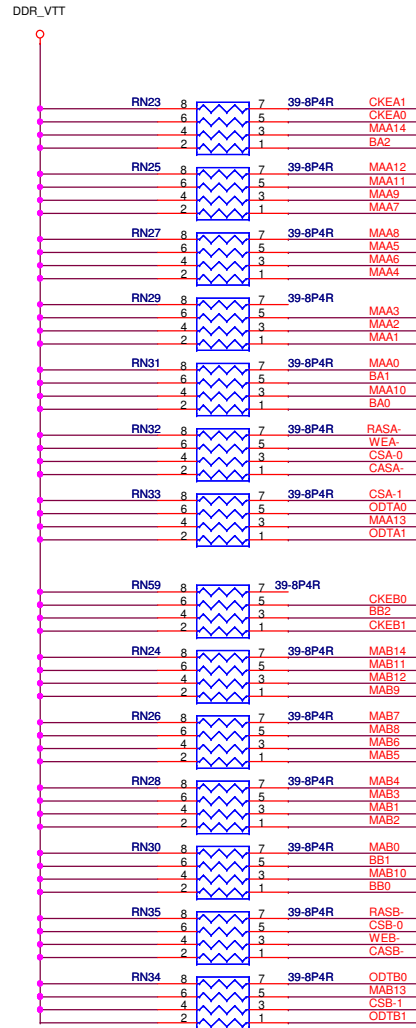 DDR_VTT
RN23 8 7 39-8P4R CKEA1
6 5 CKEA0
4 3 MAA14
2 1 BA2
RN25 8 7 39-8P4R MAA12
6 5 MAA11
4 3 MAA9
2 1 MAA7
RN27 8 7 39-8P4R MAA8
6 5 MAA5
4 3 MAA6
2 1 MAA4
RN29 8 7 39-8P4R
6 5 MAA3
4 3 MAA2
2 1 MAA1
RN31 8 7 39-8P4R MAA0
6 5 BA1
4 3 MAA10
2 1 BA0
RN32 8 7 39-8P4R RASA-
6 5 WEA-
4 3 CSA-0
2 1 CASA-
RN33 8 7 39-8P4R CSA-1
6 5 ODTA0
4 3 MAA13
2 1 ODTA1
RN59 8 7 39-8P4R
6 5 CKEB0
4 3 BB2
2 1 CKEB1
RN24 8 7 39-8P4R MAB14
6 5 MAB11
4 3 MAB12
2 1 MAB9
RN26 8 7 39-8P4R MAB7
6 5 MAB8
4 3 MAB6
2 1 MAB5
RN28 8 7 39-8P4R MAB4
6 5 MAB3
4 3 MAB1
2 1 MAB2
RN30 8 7 39-8P4R MAB0
6 5 BB1
4 3 MAB10
2 1 BB0
RN35 8 7 39-8P4R RASB-
6 5 CSB-0
4 3 WEB-
2 1 CASB-
RN34 8 7 39-8P4R ODTB0
6 5 MAB13
4 3 CSB-1
2 1 ODTB1